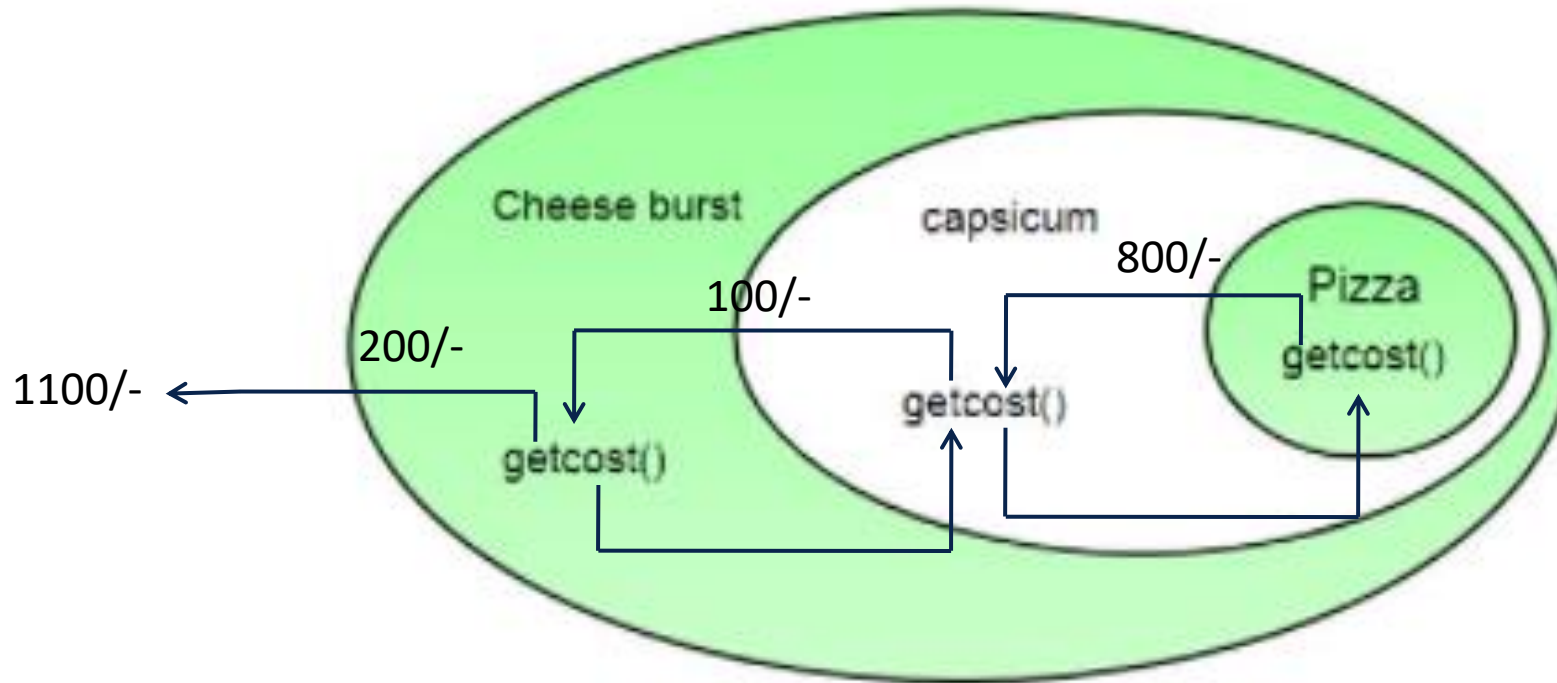 Cheese burst
capsicum
800/-
Pizza
100/-
200/-
getcost()
1100/-
getcost()
getcost()